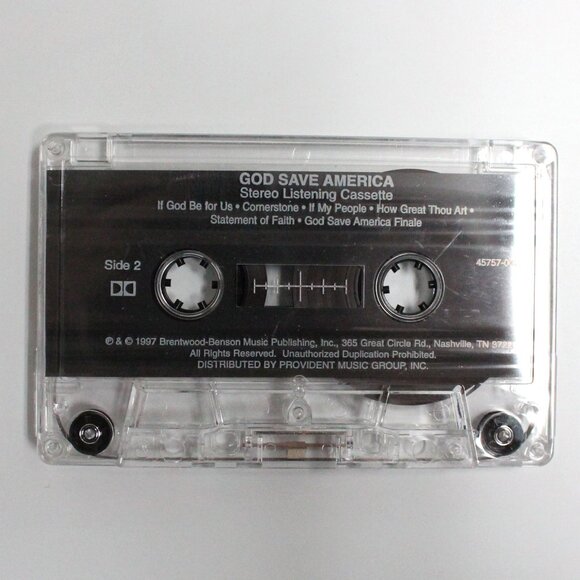 GOD SAVE AMERICA
Stereo Listening Cassette
If God Be for Us • Cornerstone • If My People • How Great Thou Art •
Statement of Faith • God Save America Finale
Side 2
℗ & © 1997 Brentwood-Benson Music Publishing, Inc., 365 Great Circle Rd., Nashville, TN
All Rights Reserved. Unauthorized Duplication Prohibited.
DISTRIBUTED BY PROVIDENT MUSIC GROUP, INC.